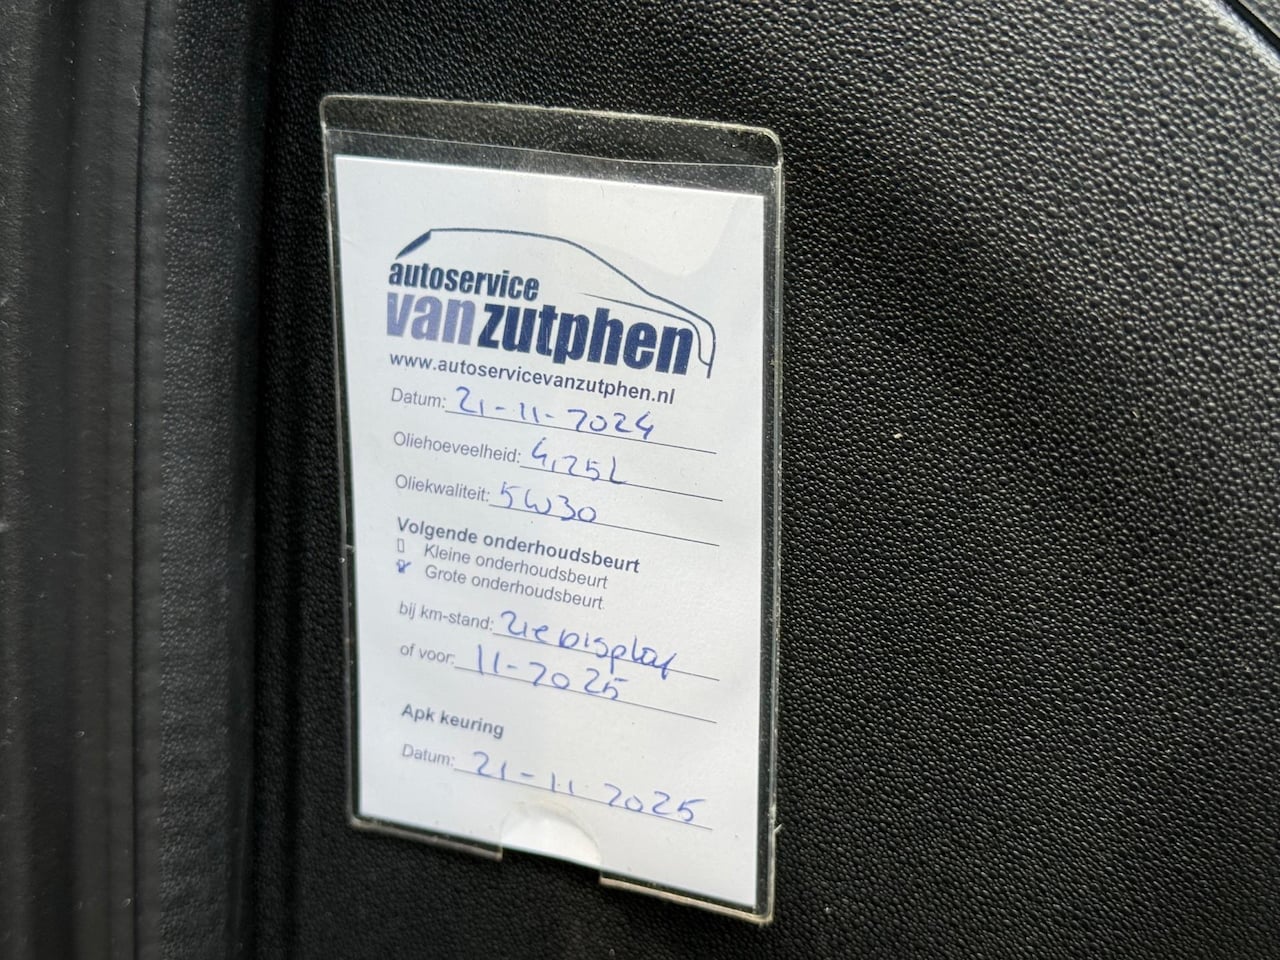 autoservice
vanzutphen
www.autoservicevanzutphen.nl
Datum: 21-11-2024
Oliehoeveelheid: 4,25L
Oliekwaliteit: 5W30
Volgende onderhoudsbeurt
Kleine onderhoudsbeurt
Grote onderhoudsbeurt
bij km-stand: Zie Display
of voor: 11-2025
Apk keuring
Datum: 21-11-2025